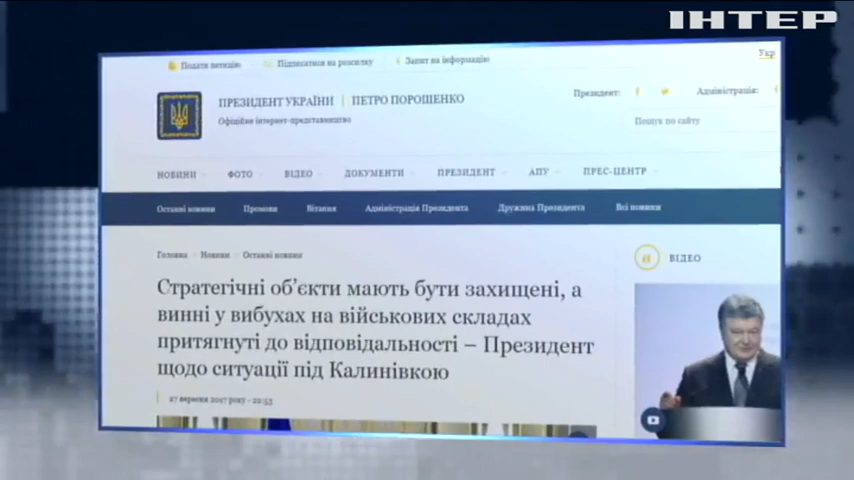 ІНТЕР
Укр
Подати петицію
Підписатися на розсилку
Запит на інформацію
ПРЕЗИДЕНТ УКРАЇНИ | ПЕТРО ПОРОШЕНКО
Офіційне інтернет-представництво
Президент:
Адміністрація:
Пошук по сайту
НОВИНИ ФОТО ВІДЕО ДОКУМЕНТИ ПРЕЗИДЕНТ АПУ ПРЕС-ЦЕНТР
Останні новини Промови Вітання Адміністрація Президента Дружина Президента Всі новини
Головна Новини Останні новини
ВІДЕО
Стратегічні об'єкти мають бути захищені, а
винні у вибухах на військових складах
притягнуті до відповідальності – Президент
щодо ситуації під Калинівкою
27 вересня 2017 року - 22:53